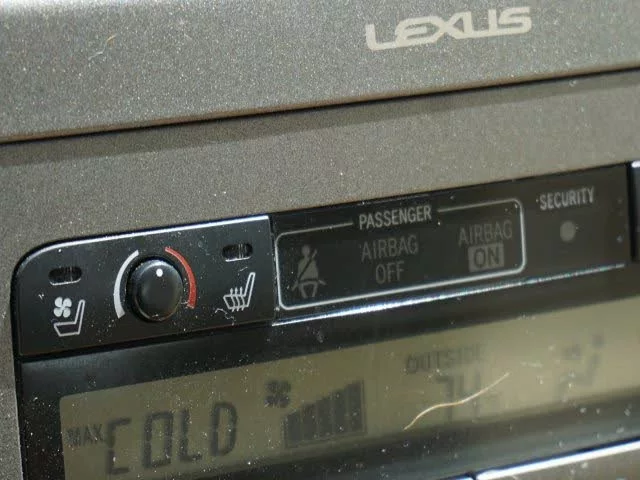 LEXUS
PASSENGER
AIRBAG OFF
AIRBAG ON
SECURITY
OUTSIDE
MAX COLD